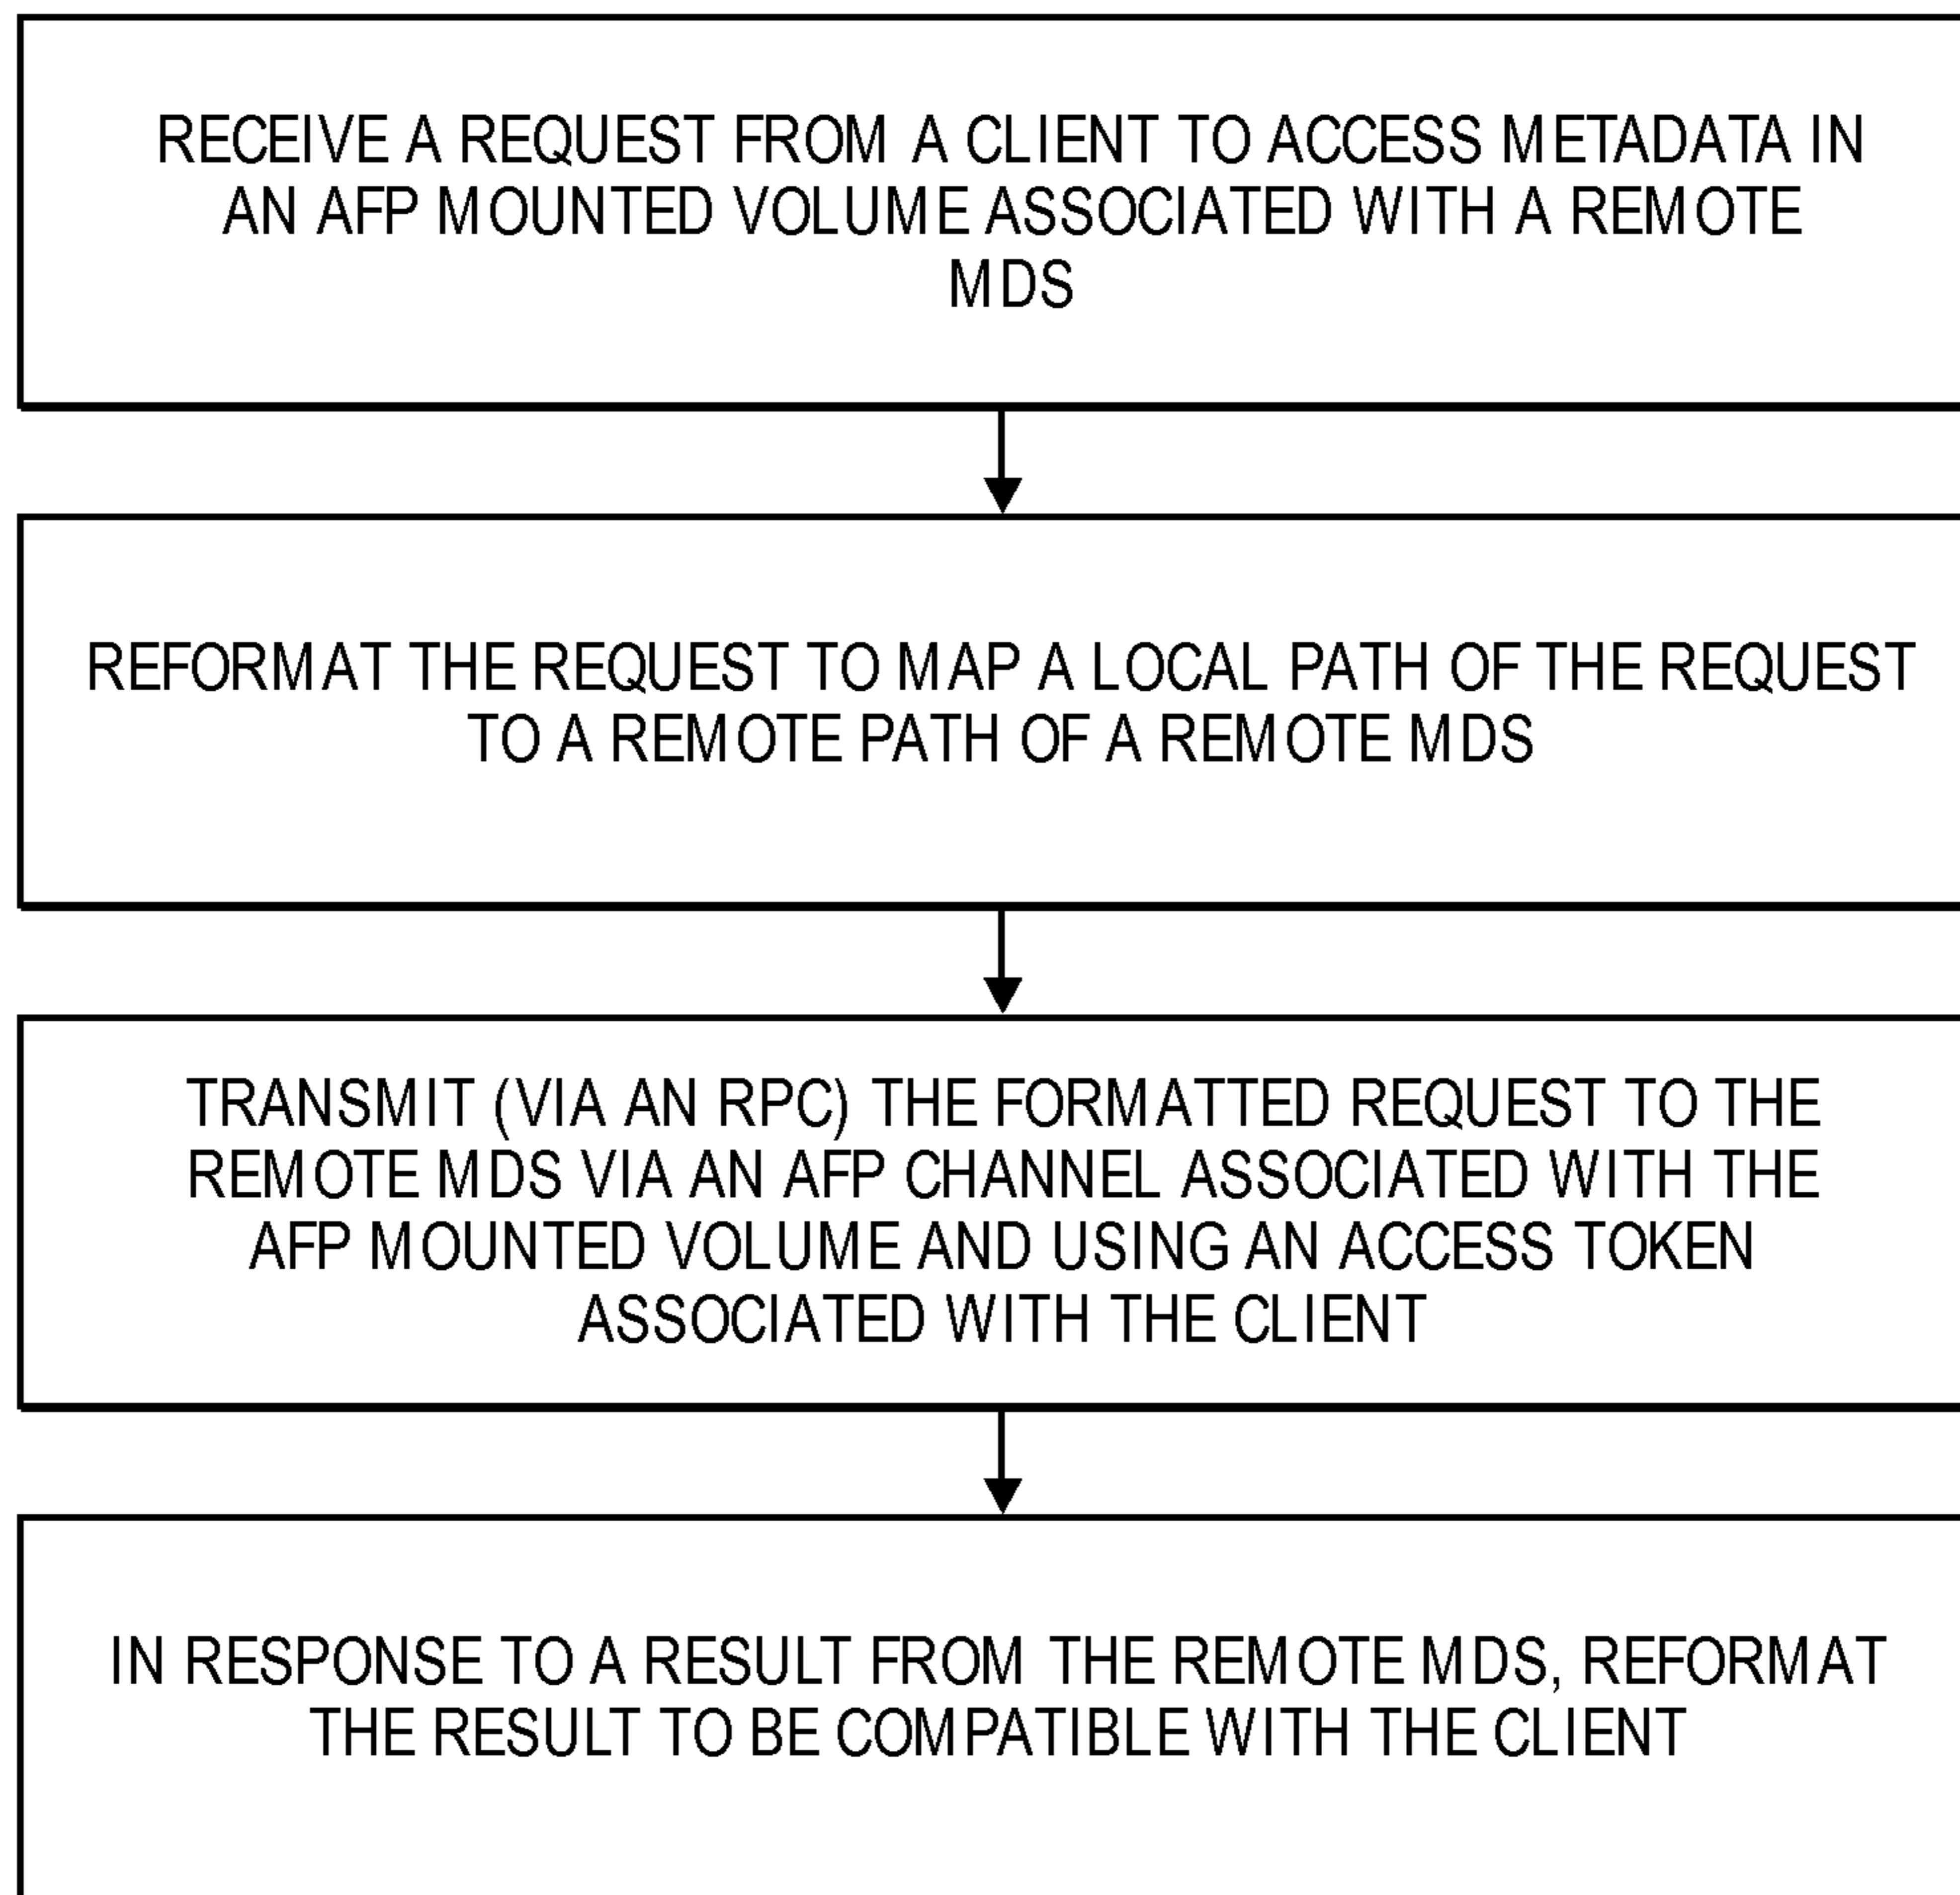 RECEIVE A REQUEST FROM A CLIENT TO ACCESS METADATA IN
AN AFP MOUNTED VOLUME ASSOCIATED WITH A REMOTE
MDS
REFORMAT THE REQUEST TO MAP A LOCAL PATH OF THE REQUEST
TO A REMOTE PATH OF A REMOTE MDS
TRANSMIT (VIA AN RPC) THE FORMATTED REQUEST TO THE
REMOTE MDS VIA AN AFP CHANNEL ASSOCIATED WITH THE
AFP MOUNTED VOLUME AND USING AN ACCESS TOKEN
ASSOCIATED WITH THE CLIENT
IN RESPONSE TO A RESULT FROM THE REMOTE MDS, REFORMAT
THE RESULT TO BE COMPATIBLE WITH THE CLIENT